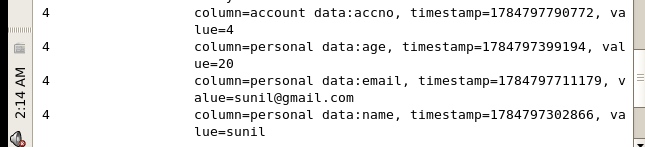 4 column=account data:accno, timestamp=1784797790772, va
lue=4
4 column=personal data:age, timestamp=1784797399194, val
ue=20
4 column=personal data:email, timestamp=1784797711179, v
alue=sunil@gmail.com
4 column=personal data:name, timestamp=1784797302866, va
lue=sunil
2:14 AM